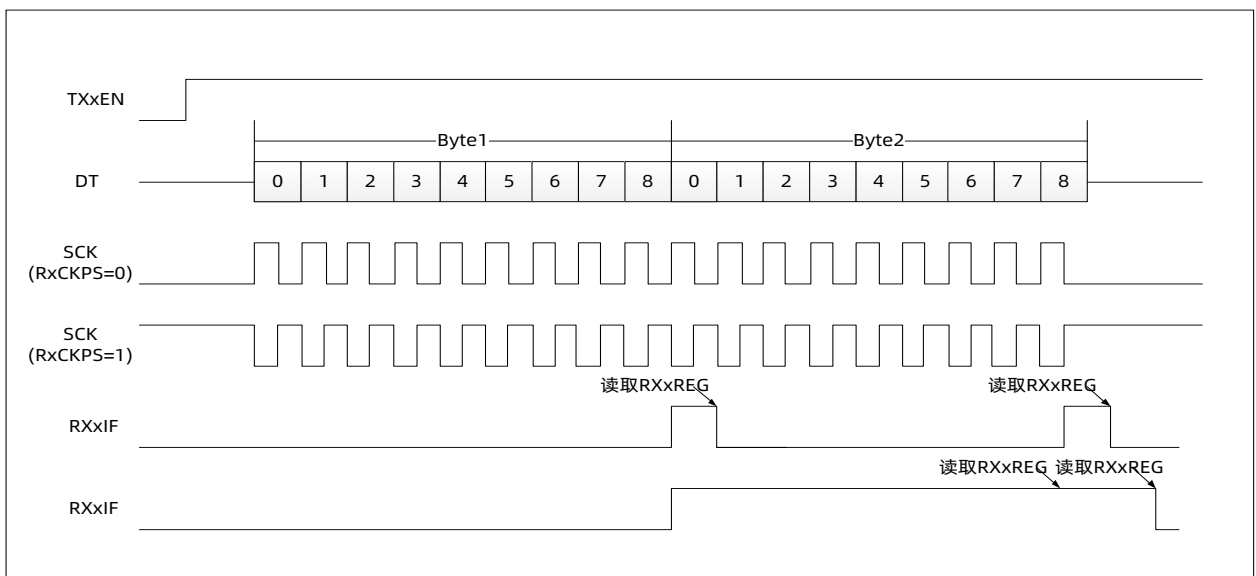 TXxEN
Byte1 Byte2
DT 0 1 2 3 4 5 6 7 8 0 1 2 3 4 5 6 7 8
SCK
(RxCKPS=0)
SCK
(RxCKPS=1)
读取RXxREG 读取RXxREG
RXxIF
读取RXxREG 读取RXxREG
RXxIF